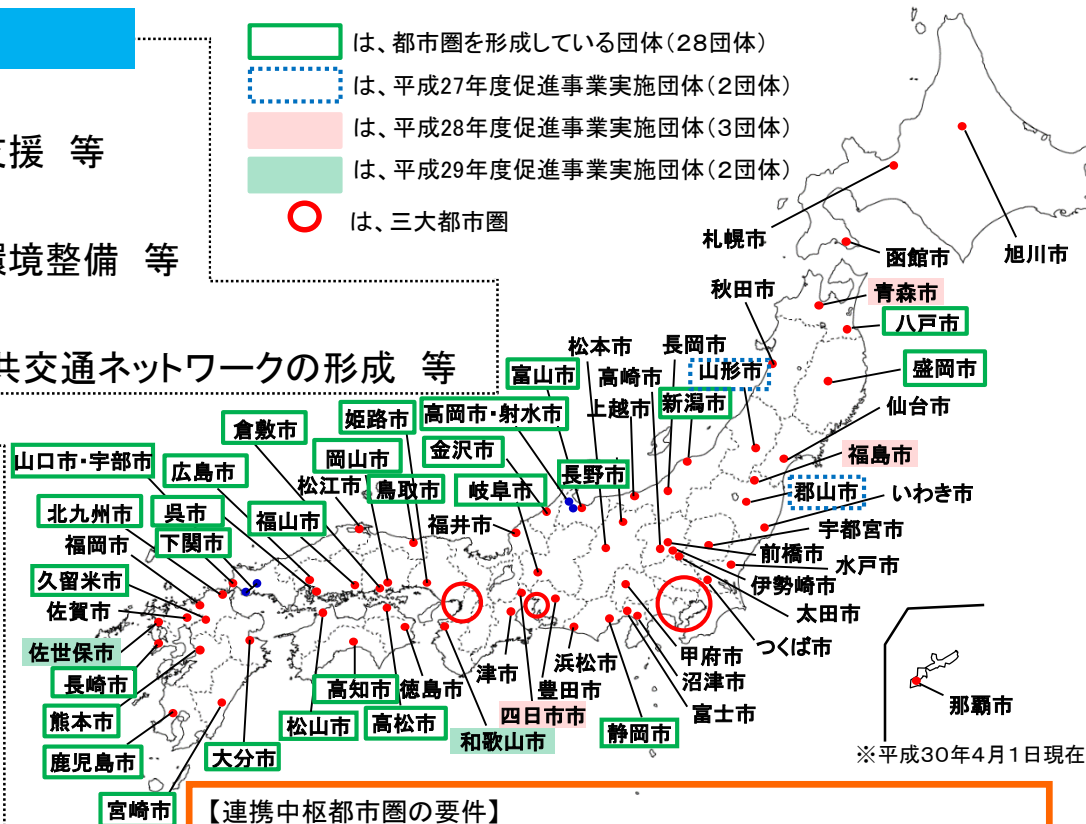 は、都市圏を形成している団体(28団体)
は、平成27年度促進事業実施団体(2団体)
は、平成28年度促進事業実施団体(3団体)
は、平成29年度促進事業実施団体(2団体)
は、三大都市圏
支援 等
環境整備 等
共交通ネットワークの形成 等
札幌市
函館市
旭川市
秋田市
青森市
八戸市
松本市
長岡市
富山市
高崎市
山形市
盛岡市
姫路市
高岡市・射水市
上越市
新潟市
仙台市
倉敷市
山口市・宇部市
広島市
岡山市
金沢市
長野市
福島市
松江市
鳥取市
岐阜市
郡山市
いわき市
北九州市
呉市
福山市
福井市
宇都宮市
福岡市
下関市
前橋市
水戸市
久留米市
伊勢崎市
佐賀市
太田市
佐世保市
つくば市
長崎市
高知市
徳島市
津市
浜松市
甲府市
豊田市
沼津市
熊本市
松山市
高松市
四日市市
富士市
那覇市
和歌山市
静岡市
鹿児島市
大分市
※平成30年4月1日現在
宮崎市
【連携中枢都市圏の要件】